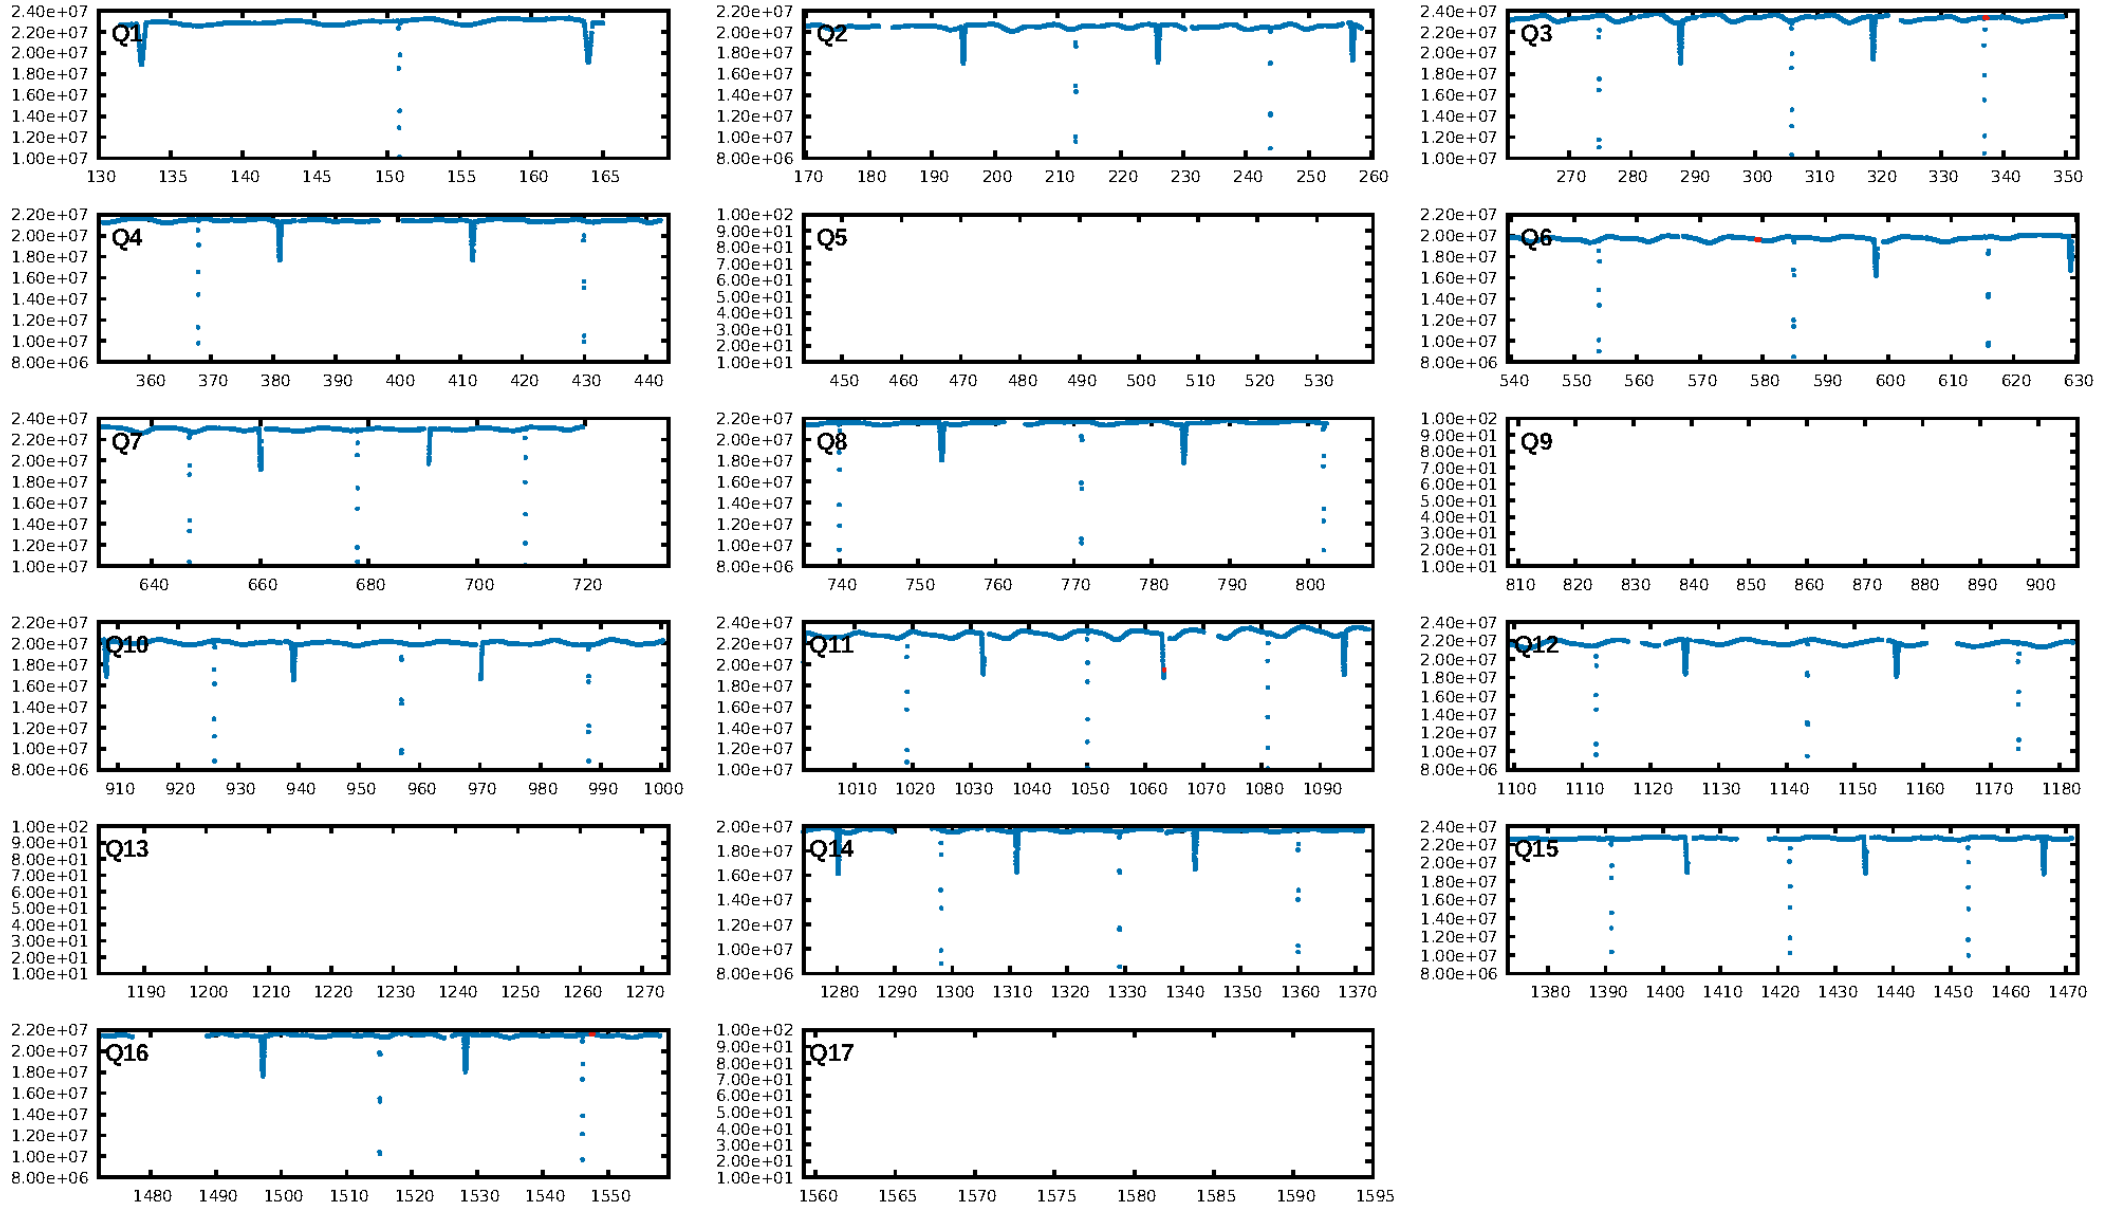 2.40e+07
2.20e+07
2.00e+07
1.80e+07
1.60e+07
1.40e+07
1.20e+07
1.00e+07
Q1
130 135 140 145 150 155 160 165
2.20e+07
2.00e+07
1.80e+07
1.60e+07
1.40e+07
1.20e+07
1.00e+07
8.00e+06
Q2
170 180 190 200 210 220 230 240 250 260
2.40e+07
2.20e+07
2.00e+07
1.80e+07
1.60e+07
1.40e+07
1.20e+07
1.00e+07
Q3
270 280 290 300 310 320 330 340 350
2.20e+07
2.00e+07
1.80e+07
1.60e+07
1.40e+07
1.20e+07
1.00e+07
8.00e+06
Q4
360 370 380 390 400 410 420 430 440
1.00e+02
9.00e+01
8.00e+01
7.00e+01
6.00e+01
5.00e+01
4.00e+01
3.00e+01
2.00e+01
1.00e+01
Q5
450 460 470 480 490 500 510 520 530
2.20e+07
2.00e+07
1.80e+07
1.60e+07
1.40e+07
1.20e+07
1.00e+07
8.00e+06
Q6
540 550 560 570 580 590 600 610 620 630
2.40e+07
2.20e+07
2.00e+07
1.80e+07
1.60e+07
1.40e+07
1.20e+07
1.00e+07
Q7
640 660 680 700 720
2.20e+07
2.00e+07
1.80e+07
1.60e+07
1.40e+07
1.20e+07
1.00e+07
8.00e+06
Q8
740 750 760 770 780 790 800
1.00e+02
9.00e+01
8.00e+01
7.00e+01
6.00e+01
5.00e+01
4.00e+01
3.00e+01
2.00e+01
1.00e+01
Q9
810 820 830 840 850 860 870 880 890 900
2.20e+07
2.00e+07
1.80e+07
1.60e+07
1.40e+07
1.20e+07
1.00e+07
8.00e+06
Q10
910 920 930 940 950 960 970 980 990 1000
2.40e+07
2.20e+07
2.00e+07
1.80e+07
1.60e+07
1.40e+07
1.20e+07
1.00e+07
Q11
1010 1020 1030 1040 1050 1060 1070 1080 1090
2.40e+07
2.20e+07
2.00e+07
1.80e+07
1.60e+07
1.40e+07
1.20e+07
1.00e+07
8.00e+06
Q12
1100 1110 1120 1130 1140 1150 1160 1170 1180
1.00e+02
9.00e+01
8.00e+01
7.00e+01
6.00e+01
5.00e+01
4.00e+01
3.00e+01
2.00e+01
1.00e+01
Q13
1190 1200 1210 1220 1230 1240 1250 1260 1270
2.00e+07
1.80e+07
1.60e+07
1.40e+07
1.20e+07
1.00e+07
8.00e+06
Q14
1280 1290 1300 1310 1320 1330 1340 1350 1360 1370
2.40e+07
2.20e+07
2.00e+07
1.80e+07
1.60e+07
1.40e+07
1.20e+07
1.00e+07
8.00e+06
Q15
1380 1390 1400 1410 1420 1430 1440 1450 1460 1470
2.20e+07
2.00e+07
1.80e+07
1.60e+07
1.40e+07
1.20e+07
1.00e+07
8.00e+06
Q16
1480 1490 1500 1510 1520 1530 1540 1550
1.00e+02
9.00e+01
8.00e+01
7.00e+01
6.00e+01
5.00e+01
4.00e+01
3.00e+01
2.00e+01
1.00e+01
Q17
1560 1565 1570 1575 1580 1585 1590 1595